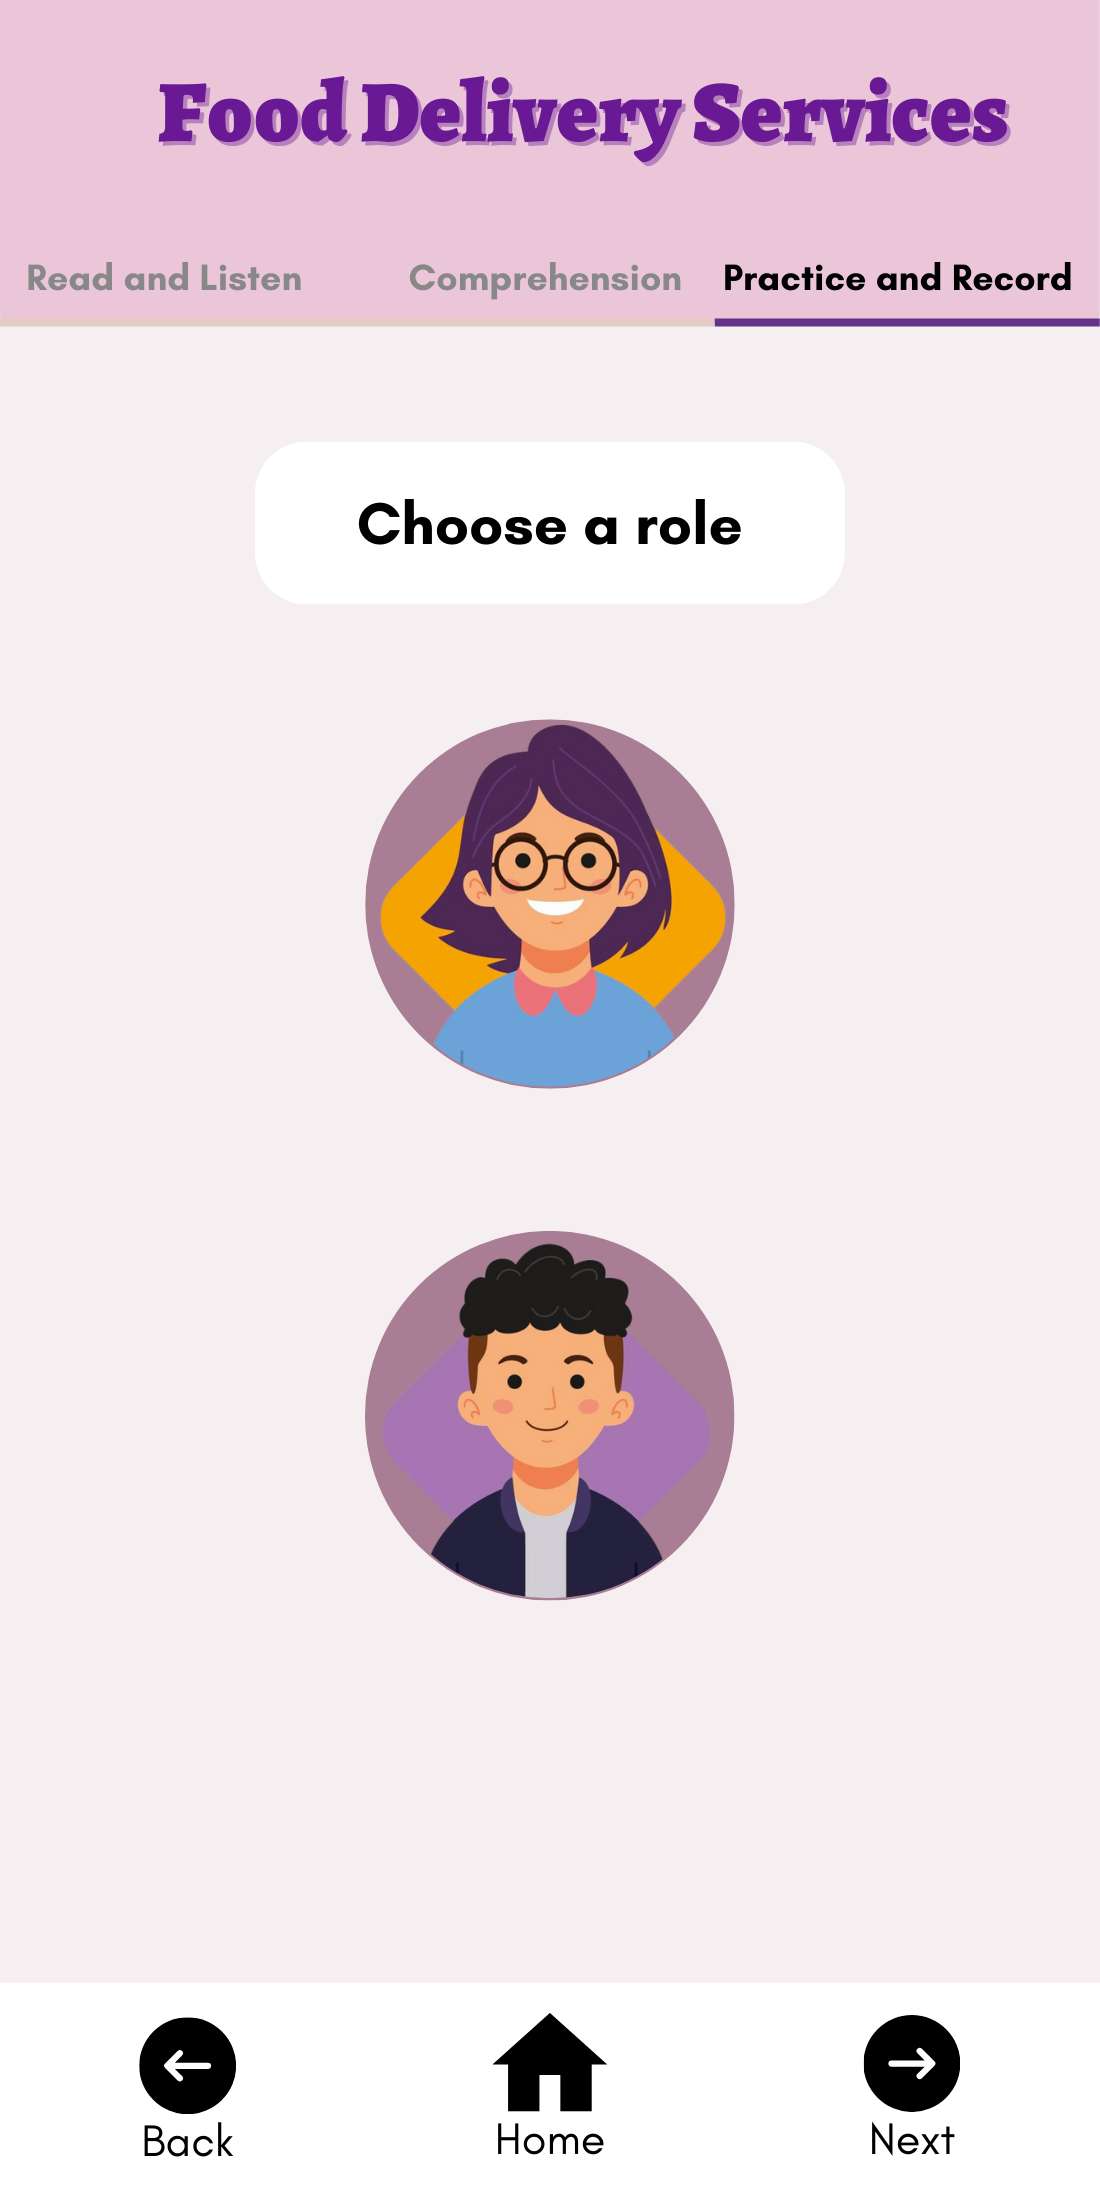 Food Delivery Services
Read and Listen Comprehension Practice and Record
Choose a role
Back Home Next